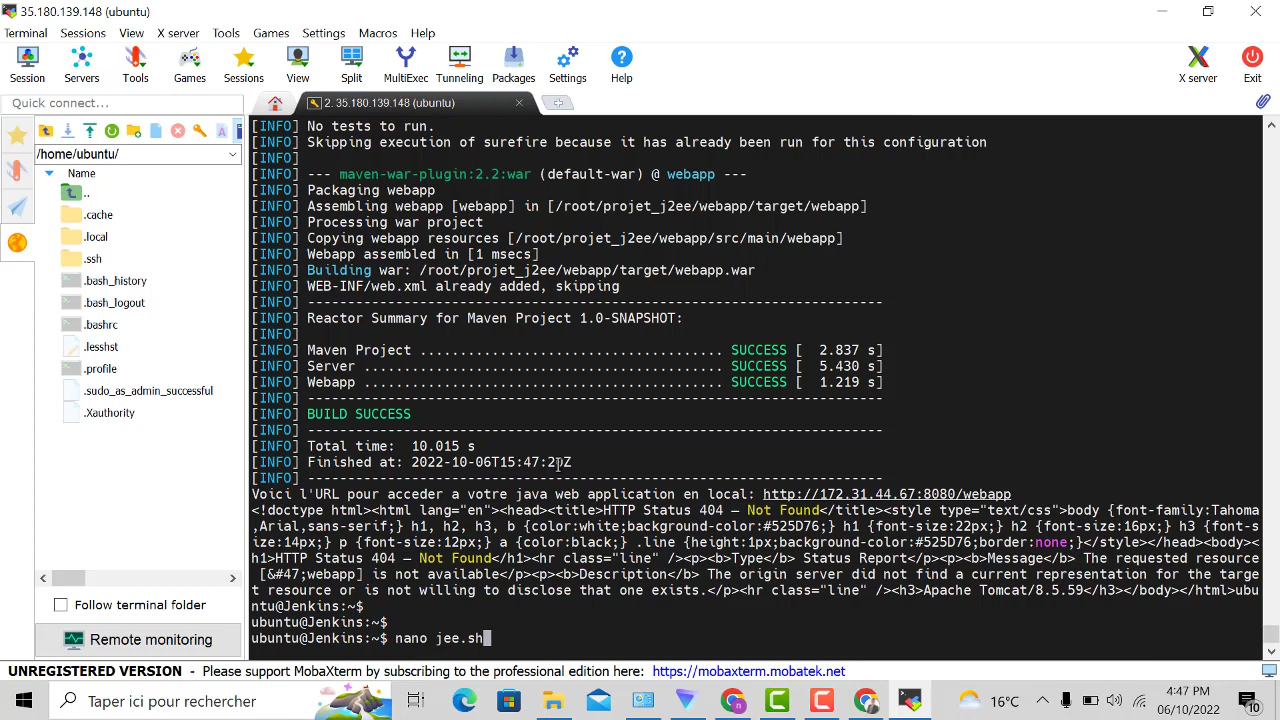 35.180.139.148 (ubuntu)
Terminal Sessions View X server Tools Games Settings Macros Help
Session Servers Tools Games Sessions View Split MultiExec Tunneling Packages Settings Help X server Exit
Quick connect...
2. 35.180.139.148 (ubuntu)
/home/ubuntu/
Name
..
.cache
.local
.ssh
.bash_history
.bash_logout
.bashrc
.lesshst
.profile
.sudo_as_admin_successful
.Xauthority
Follow terminal folder
Remote monitoring
[INFO] No tests to run.
[INFO] Skipping execution of surefire because it has already been run for this configuration
[INFO]
[INFO] --- maven-war-plugin:2.2:war (default-war) @ webapp ---
[INFO] Packaging webapp
[INFO] Assembling webapp [webapp] in [/root/projet_j2ee/webapp/target/webapp]
[INFO] Processing war project
[INFO] Copying webapp resources [/root/projet_j2ee/webapp/src/main/webapp]
[INFO] Webapp assembled in [1 msecs]
[INFO] Building war: /root/projet_j2ee/webapp/target/webapp.war
[INFO] WEB-INF/web.xml already added, skipping
[INFO] ------------------------------------------------------------------------
[INFO] Reactor Summary for Maven Project 1.0-SNAPSHOT:
[INFO]
[INFO] Maven Project ...................................... SUCCESS [  2.837 s]
[INFO] Server ............................................. SUCCESS [  5.430 s]
[INFO] Webapp ............................................. SUCCESS [  1.219 s]
[INFO] ------------------------------------------------------------------------
[INFO] BUILD SUCCESS
[INFO] ------------------------------------------------------------------------
[INFO] Total time:  10.015 s
[INFO] Finished at:
[INFO] ------------------------------------------------------------------------
Voici l'URL pour acceder a votre java web application en local: http://172.31.44.67:8080/webapp
<!doctype html><html lang="en"><head><title>HTTP Status 404 – Not Found</title><style type="text/css">body {font-family:Tahoma
,Arial,sans-serif;} h1, h2, h3, b {color:white;background-color:#525D76;} h1 {font-size:22px;} h2 {font-size:16px;} h3 {font-s
ize:14px;} p {font-size:12px;} a {color:black;} .line {height:1px;background-color:#525D76;border:none;}</style></head><body><
h1>HTTP Status 404 – Not Found</h1><hr class="line" /><p><b>Type</b> Status Report</p><p><b>Message</b> The requested resource
 [&#47;webapp] is not available</p><p><b>Description</b> The origin server did not find a current representation for the targe
t resource or is not willing to disclose that one exists.</p><hr class="line" /><h3>Apache Tomcat/8.5.59</h3></body></html>ubu
ntu@Jenkins:~$
ubuntu@Jenkins:~$
ubuntu@Jenkins:~$ nano jee.sh
UNREGISTERED VERSION - Please support MobaXterm by subscribing to the professional edition here: https://mobaxterm.mobatek.net
Taper ici pour rechercher
16°C
4:47 PM
06/10/2022
10